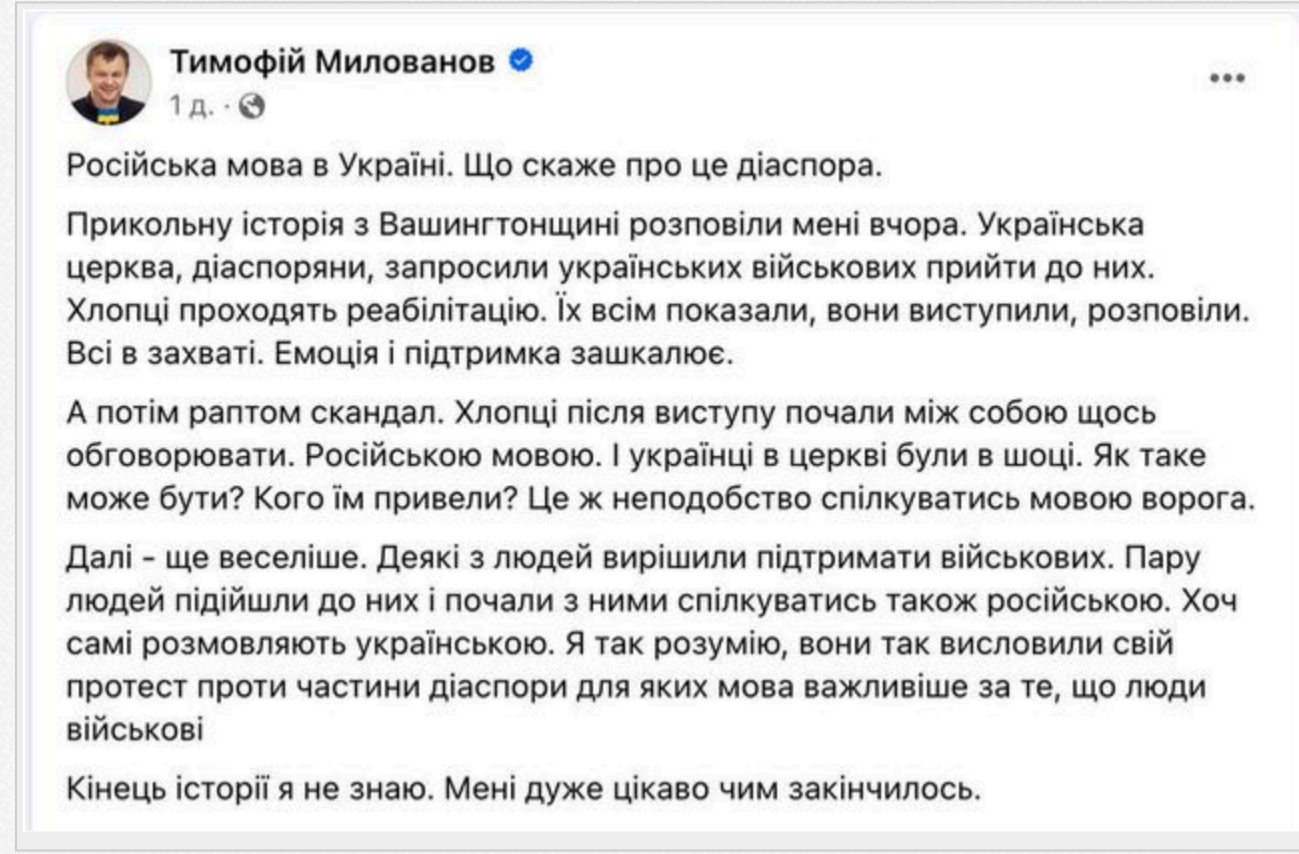 Тимофій Милованов
1 д. ·
Російська мова в Україні. Що скаже про це діаспора.
Прикольну історія з Вашингтонщині розповіли мені вчора. Українська
церква, діаспоряни, запросили українських військових прийти до них.
Хлопці проходять реабілітацію. Їх всім показали, вони виступили, розповіли.
Всі в захваті. Емоція і підтримка зашкалює.
А потім раптом скандал. Хлопці після виступу почали між собою щось
обговорювати. Російською мовою. І українці в церкві були в шоці. Як таке
може бути? Кого їм привели? Це ж неподобство спілкуватись мовою ворога.
Далі – ще веселіше. Деякі з людей вирішили підтримати військових. Пару
людей підійшли до них і почали з ними спілкуватись також російською. Хоч
самі розмовляють українською. Я так розумію, вони так висловили свій
протест проти частини діаспори для яких мова важливіше за те, що люди
військові
Кінець історії я не знаю. Мені дуже цікаво чим закінчилось.